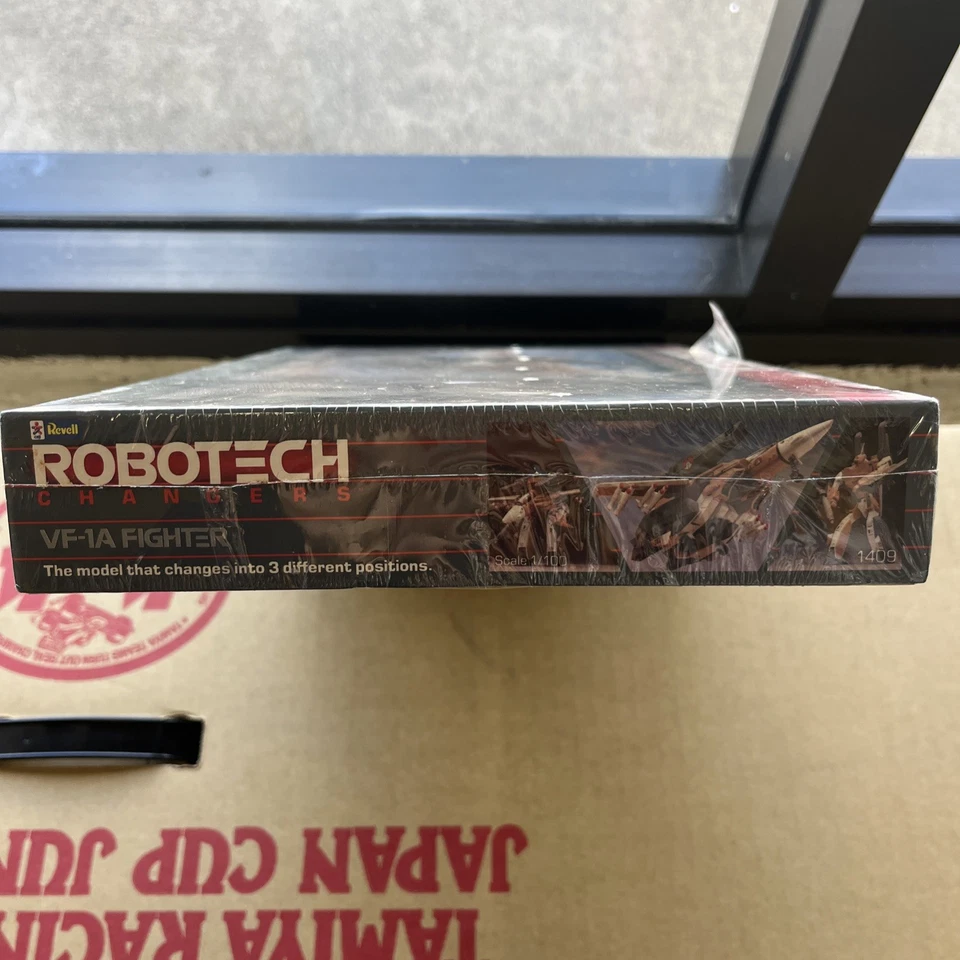 Revell
ROBOTECH
CHANGERS
VF-1A FIGHTER
The model that changes into 3 different positions.
Scale 1/100
1409
JAPAN CUP JUN
TAMIYA RACIN